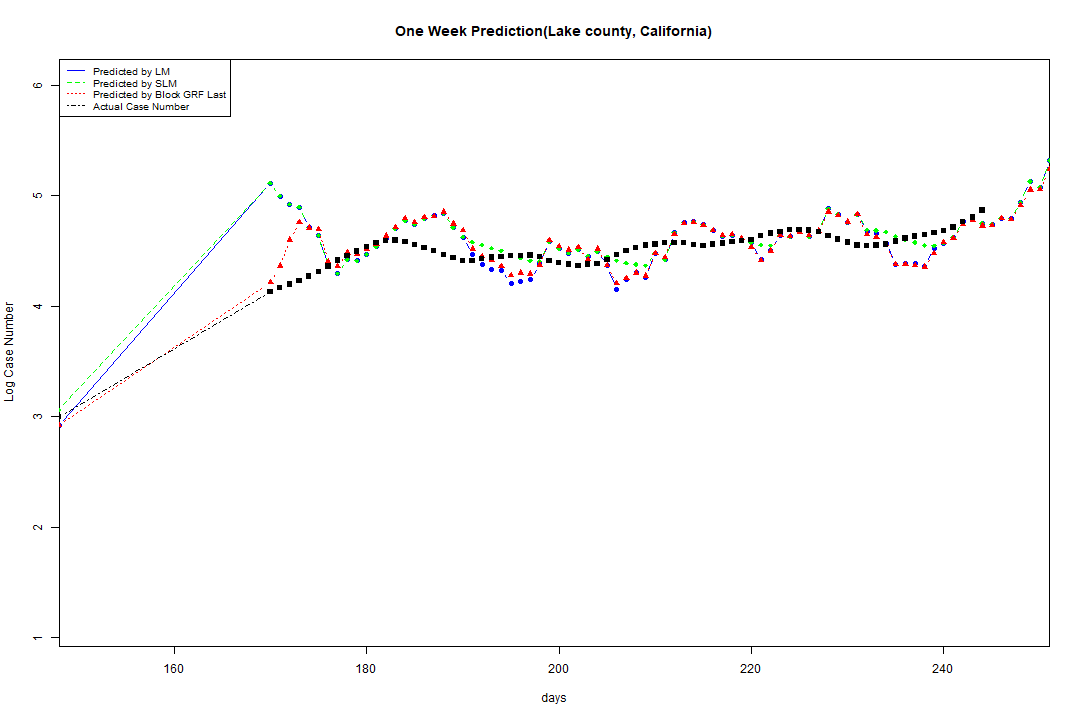 One Week Prediction(Lake county, California)
Predicted by LM
Predicted by SLM
Predicted by Block GRF Last
Actual Case Number
6
5
4
3
2
1
Log Case Number
160 180 200 220 240
days